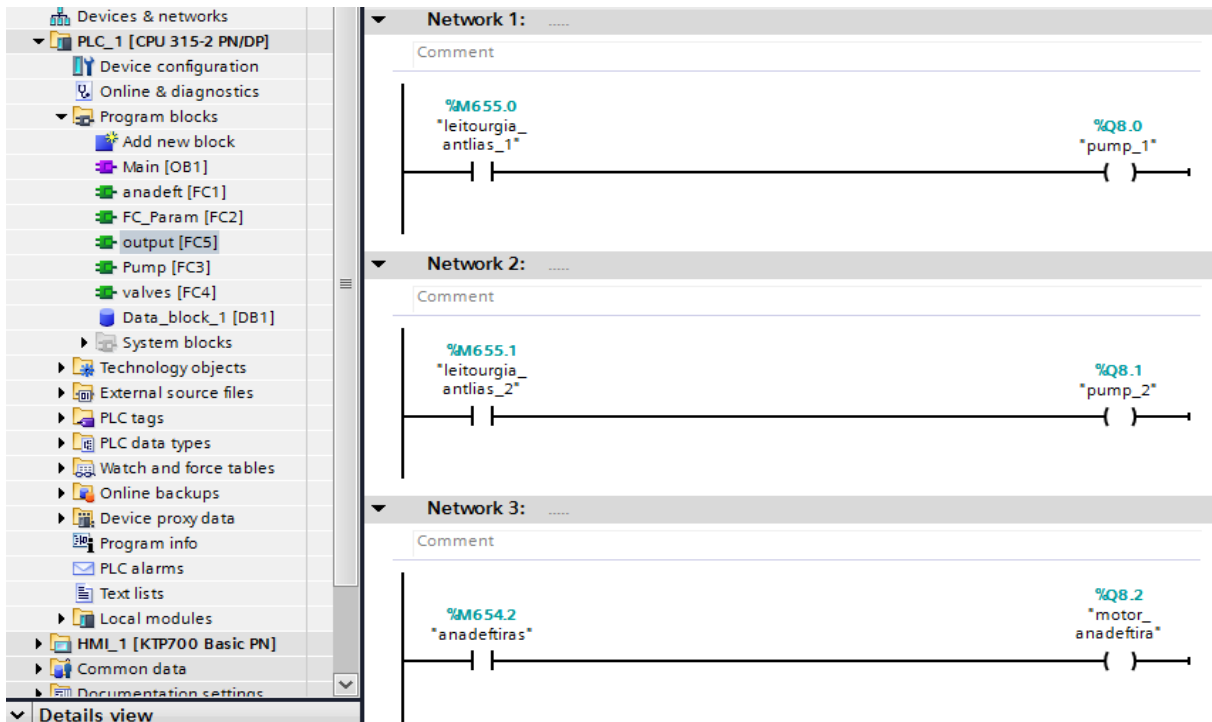 Devices & networks
PLC_1 [CPU 315-2 PN/DP]
Device configuration
Online & diagnostics
Program blocks
Add new block
Main [OB1]
anadeft [FC1]
FC_Param [FC2]
output [FC5]
Pump [FC3]
valves [FC4]
Data_block_1 [DB1]
System blocks
Technology objects
External source files
PLC tags
PLC data types
Watch and force tables
Online backups
Device proxy data
Program info
PLC alarms
Text lists
Local modules
HMI_1 [KTP700 Basic PN]
Common data
Documentation settings
Details view
Network 1: .....
Comment
%M655.0
"leitourgia_
antlias_1"
%Q8.0
"pump_1"
Network 2: .....
Comment
%M655.1
"leitourgia_
antlias_2"
%Q8.1
"pump_2"
Network 3: .....
Comment
%M654.2
"anadeftiras"
%Q8.2
"motor_
anadeftira"